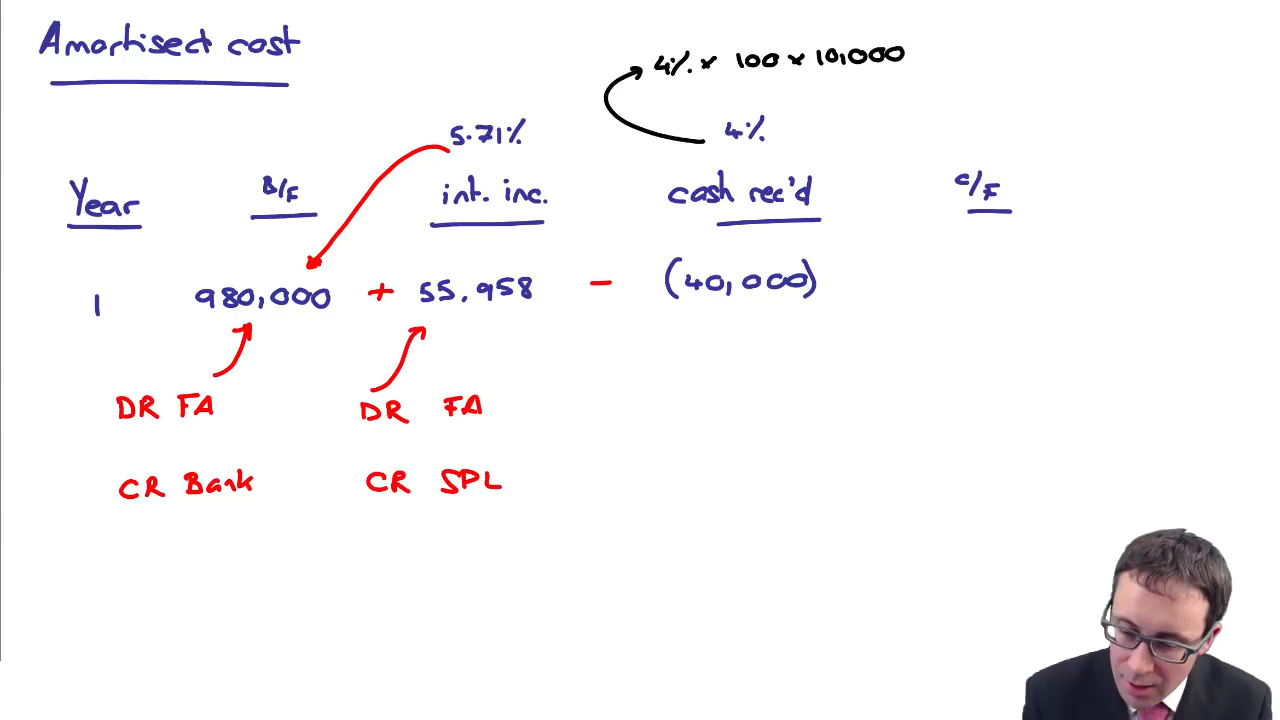 Amortised cost
4% × 100 × 10,000
5.71% 4%
Year B/F int. inc. cash rec'd C/F
1 980,000 + 55,958 - (40,000)
DR FA DR FA
CR Bank CR SPL